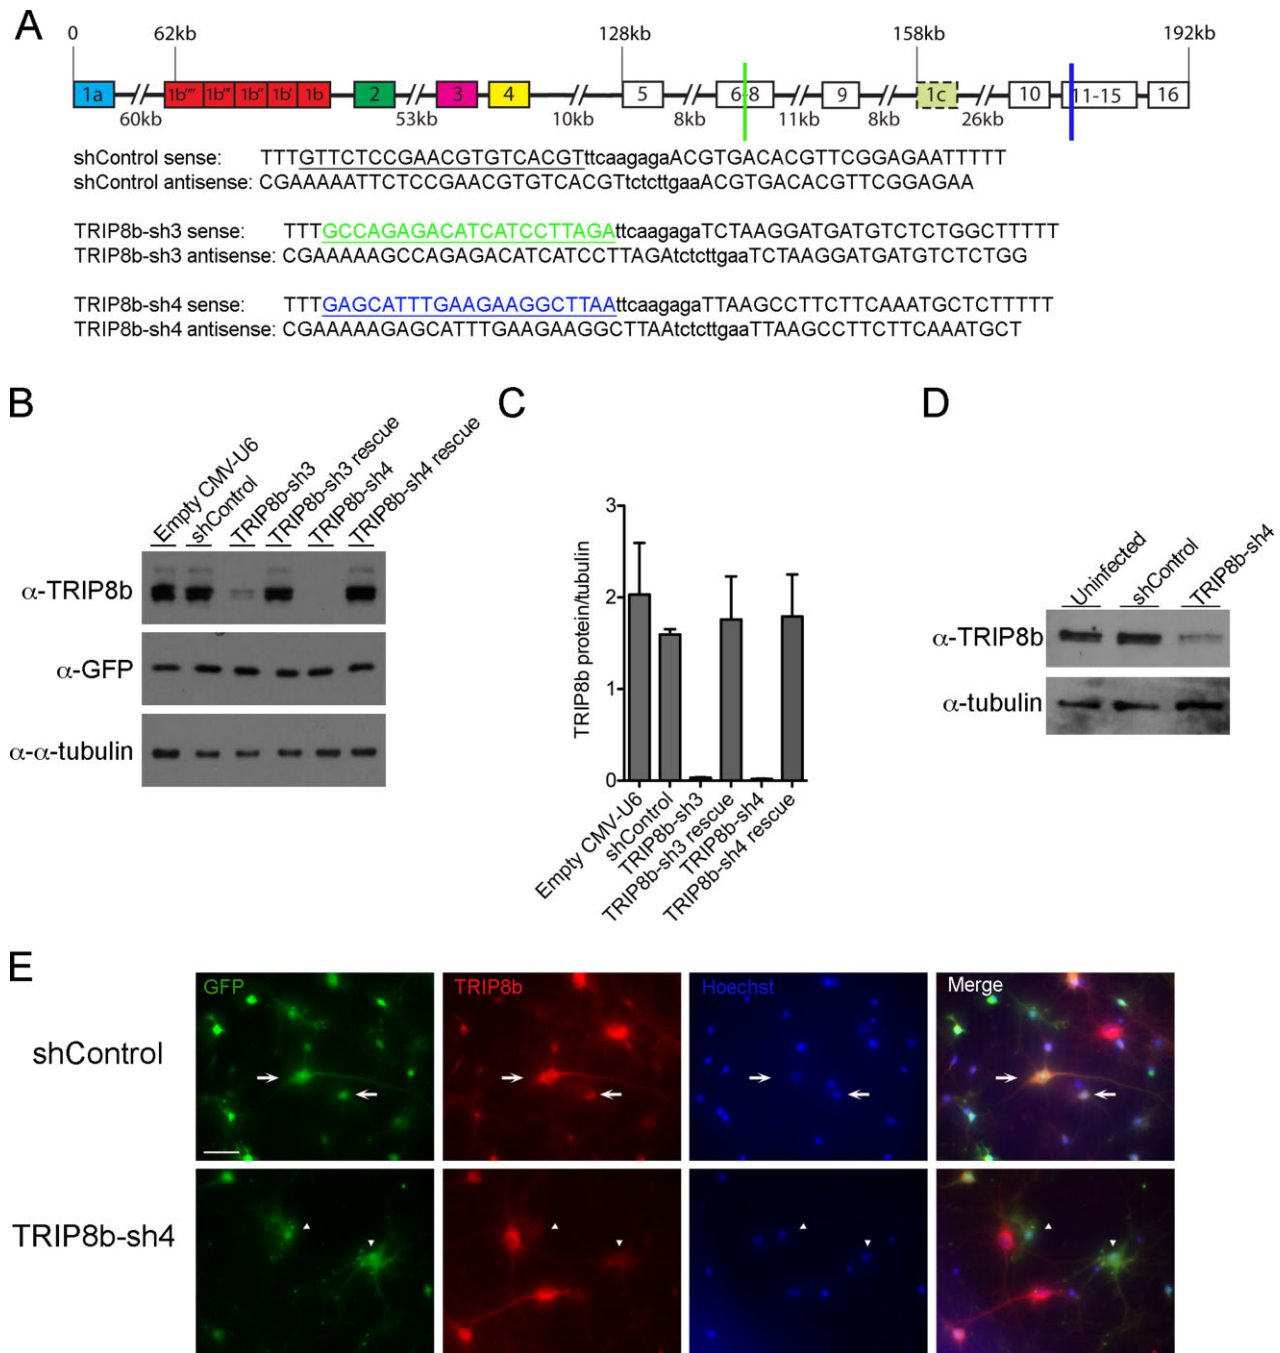 A
0 62kb 128kb 158kb 192kb
1a 1b"" 1b"' 1b" 1b' 1b 2 3 4 5 6-8 9 1c 10 11-15 16
60kb 53kb 10kb 8kb 11kb 8kb 26kb
shControl sense: TTTGTTCTCCGAACGTGTCACGTttcaagagaACGTGACACGTTCGGAGAATTTTT
shControl antisense: CGAAAAATTCTCCGAACGTGTCACGTtctcttgaaACGTGACACGTTCGGAGAA
TRIP8b-sh3 sense: TTTGCCAGAGACATCATCCTTAGAttcaagagaTCTAAGGATGATGTCTCTGGCTTTTT
TRIP8b-sh3 antisense: CGAAAAAGCCAGAGACATCATCCTTAGAtctcttgaaTCTAAGGATGATGTCTCTGG
TRIP8b-sh4 sense: TTTGAGCATTTGAAGAAGGCTTAAttcaagagaTTAAGCCTTCTTCAAATGCTCTTTTT
TRIP8b-sh4 antisense: CGAAAAAGAGCATTTGAAGAAGGCTTAAtctcttgaaTTAAGCCTTCTTCAAATGCT
B
Empty CMV-U6
shControl
TRIP8b-sh3
TRIP8b-sh3 rescue
TRIP8b-sh4
TRIP8b-sh4 rescue
α-TRIP8b
α-GFP
α-α-tubulin
C
TRIP8b protein/tubulin
3
2
1
0
Empty CMV-U6
shControl
TRIP8b-sh3
TRIP8b-sh3 rescue
TRIP8b-sh4
TRIP8b-sh4 rescue
D
Uninfected
shControl
TRIP8b-sh4
α-TRIP8b
α-tubulin
E
GFP TRIP8b Hoechst Merge
shControl
TRIP8b-sh4